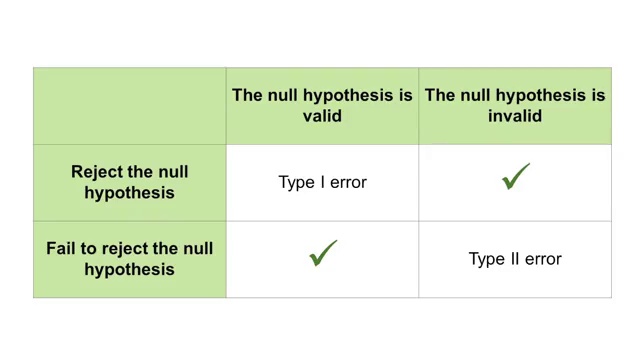 The null hypothesis is
valid
The null hypothesis is
invalid
Reject the null
hypothesis
Type I error
Fail to reject the null
hypothesis
Type II error